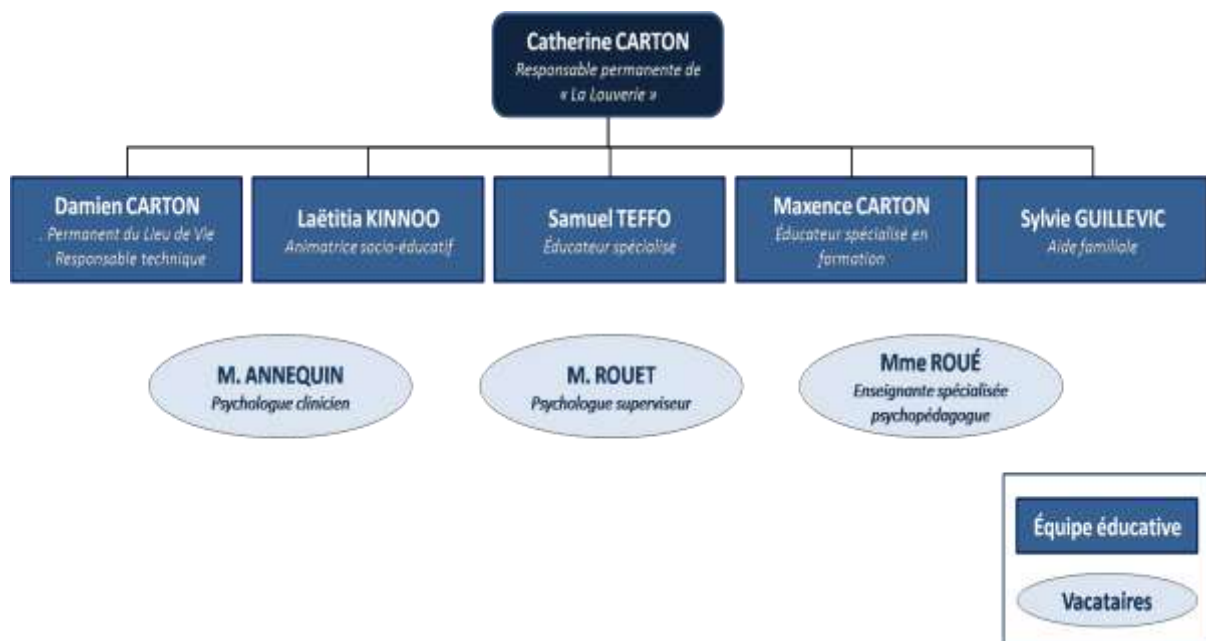 Catherine CARTON
Responsable permanente de
« La Louverie »
Damien CARTON
. Permanent du Lieu de Vie
. Responsable technique
Laëtitia KINNOO
Animatrice socio-éducatif
Samuel TEFFO
Éducateur spécialisé
Maxence CARTON
Éducateur spécialisé en
formation
Sylvie GUILLEVIC
Aide familiale
M. ANNEQUIN
Psychologue clinicien
M. ROUET
Psychologue superviseur
Mme ROUÉ
Enseignante spécialisée
psychopédagogue
Équipe éducative
Vacataires